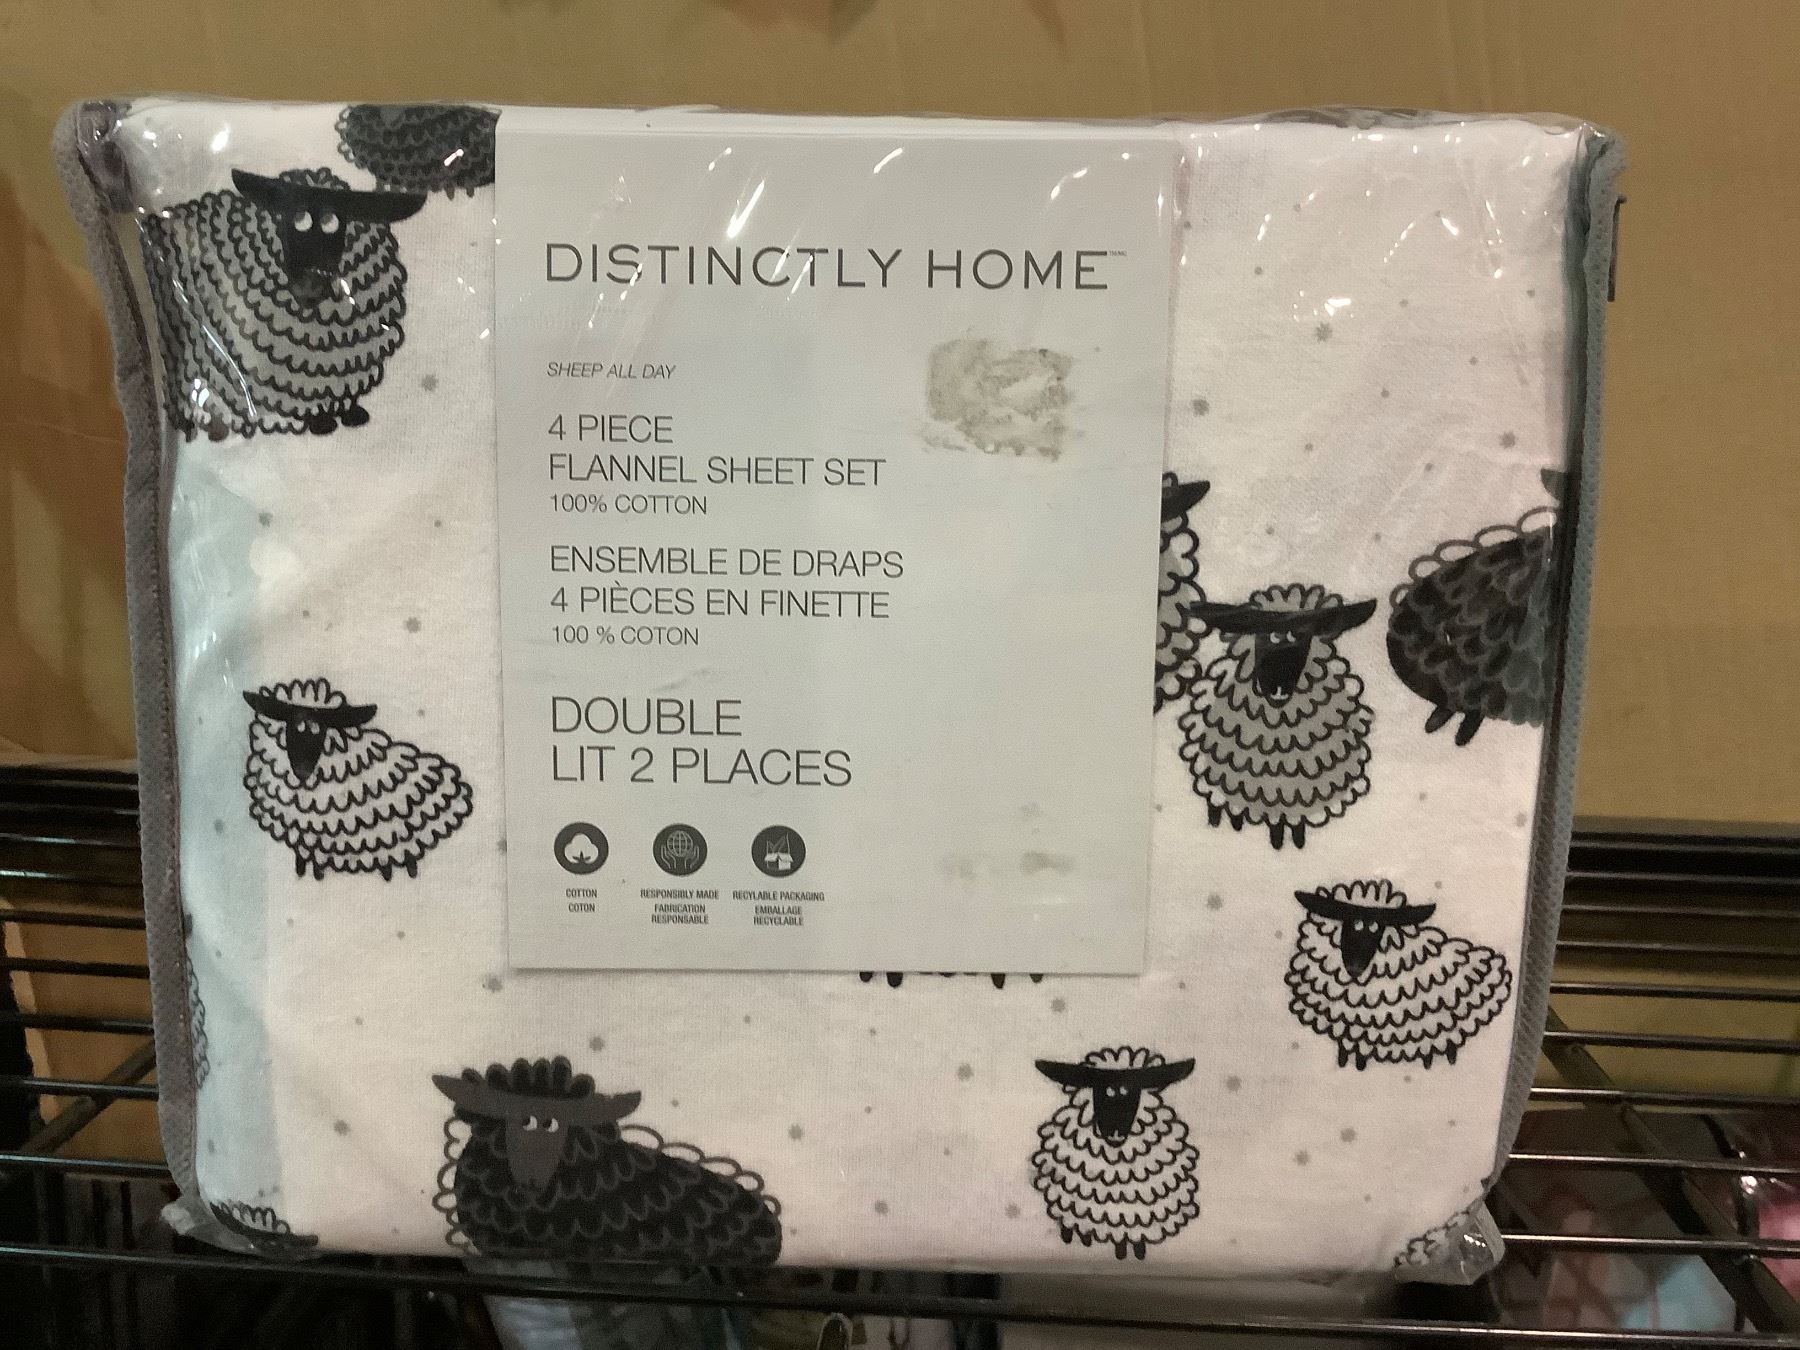 DISTINCTLY HOME
SHEEP ALL DAY
4 PIECE
FLANNEL SHEET SET
100% COTTON
ENSEMBLE DE DRAPS
4 PIÈCES EN FINETTE
100 % COTON
DOUBLE
LIT 2 PLACES
COTTON
COTON
RESPONSIBLY MADE
FABRICATION
RESPONSABLE
RECYLABLE PACKAGING
EMBALLAGE
RECYCLABLE